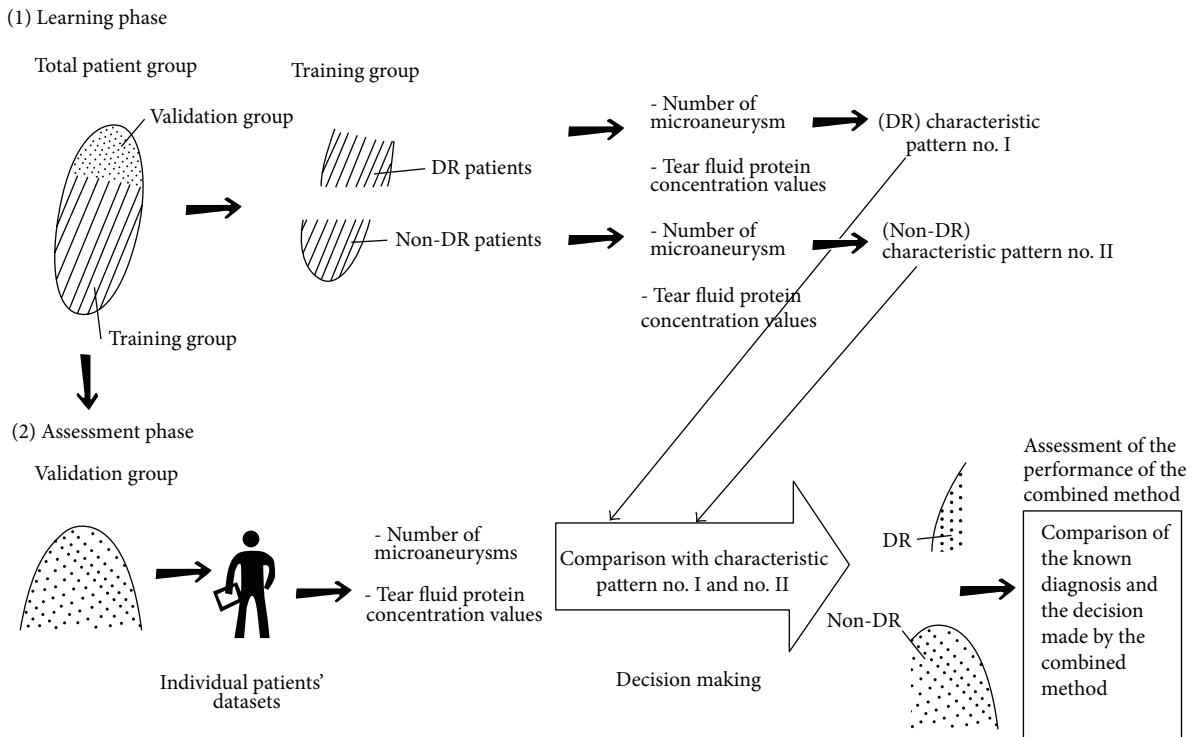 (1) Learning phase
Total patient group
Training group
Validation group
Training group
DR patients
Non-DR patients
- Number of
microaneurysm
- Tear fluid protein
concentration values
(DR) characteristic
pattern no. I
- Number of
microaneurysm
- Tear fluid protein
concentration values
(Non-DR)
characteristic pattern no. II
(2) Assessment phase
Validation group
Individual patients'
datasets
- Number of
microaneurysms
- Tear fluid protein
concentration values
Comparison with characteristic
pattern no. I and no. II
Decision making
DR
Non-DR
Assessment of the
performance of the
combined method
Comparison of
the known
diagnosis and
the decision
made by the
combined
method